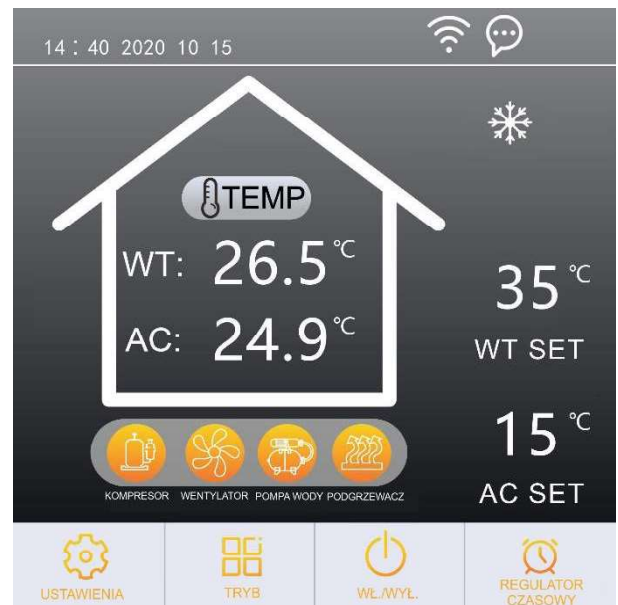 14 : 40 2020 10 15
TEMP
WT: 26.5 °C
AC: 24.9 °C
35 °C
WT SET
15 °C
AC SET
KOMPRESOR WENTYLATOR POMPA WODY PODGRZEWACZ
USTAWIENIA
TRYB
WŁ./WYŁ.
REGULATOR
CZASOWY